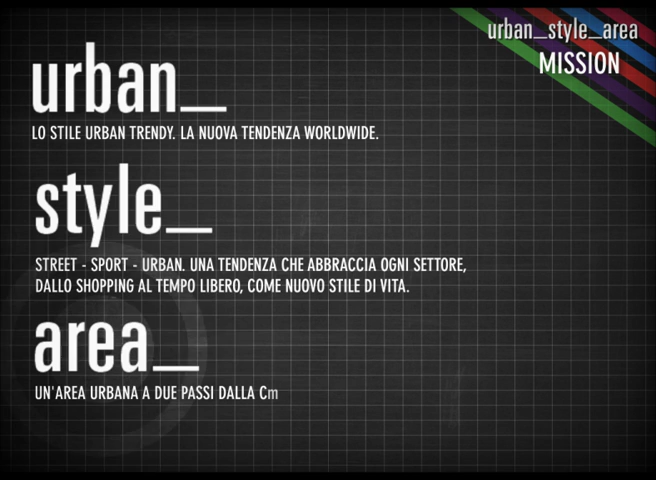 urban_style_area
MISSION
urban_
LO STILE URBAN TRENDY. LA NUOVA TENDENZA WORLDWIDE.
style_
STREET - SPORT - URBAN. UNA TENDENZA CHE ABBRACCIA OGNI SETTORE,
DALLO SHOPPING AL TEMPO LIBERO, COME NUOVO STILE DI VITA.
area_
UN'AREA URBANA A DUE PASSI DALLA Cm